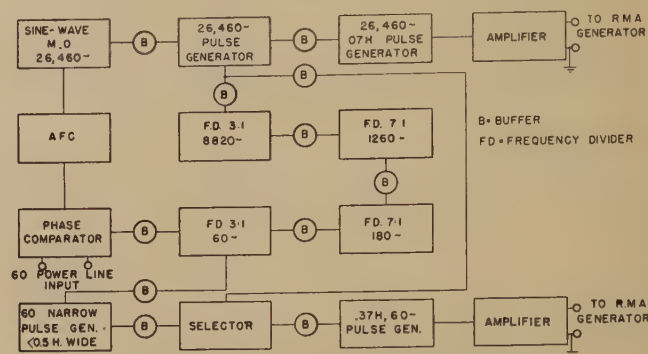 SINE-WAVE
M.O
26,460~
B
26,460~
PULSE
GENERATOR
B
26,460~
07H PULSE
GENERATOR
AMPLIFIER
TO RMA
GENERATOR
B
B
AFC
F.D. 3:1
8820~
B
F.D. 7:1
1260~
B= BUFFER
FD = FREQUENCY DIVIDER
B
PHASE
COMPARATOR
B
FD 3:1
60~
B
F.D. 7:1
180~
60 POWER LINE
INPUT
B
60 NARROW
PULSE GEN.
<0.5 H. WIDE
B
SELECTOR
B
.37H, 60~
PULSE GEN.
AMPLIFIER
TO R.M.A
GENERATOR